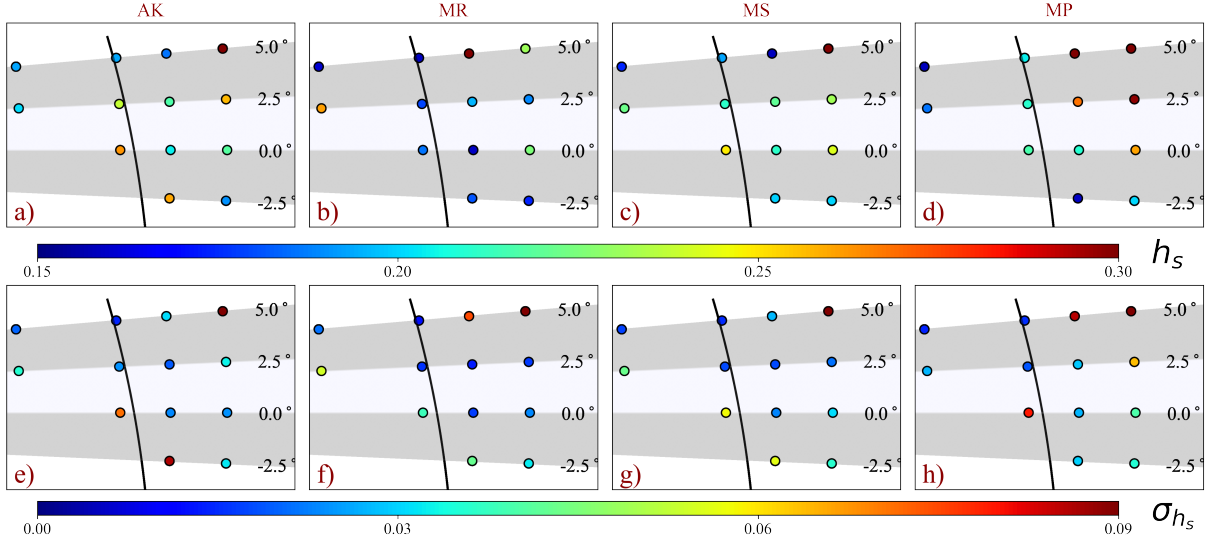 AK MR MS MP
5.0° 5.0° 5.0° 5.0°
2.5° 2.5° 2.5° 2.5°
0.0° 0.0° 0.0° 0.0°
-2.5° -2.5° -2.5° -2.5°
a) b) c) d)
0.15 0.20 0.25 0.30 h_s
5.0° 5.0° 5.0° 5.0°
2.5° 2.5° 2.5° 2.5°
0.0° 0.0° 0.0° 0.0°
-2.5° -2.5° -2.5° -2.5°
e) f) g) h)
0.00 0.03 0.06 0.09 σ_{h_s}